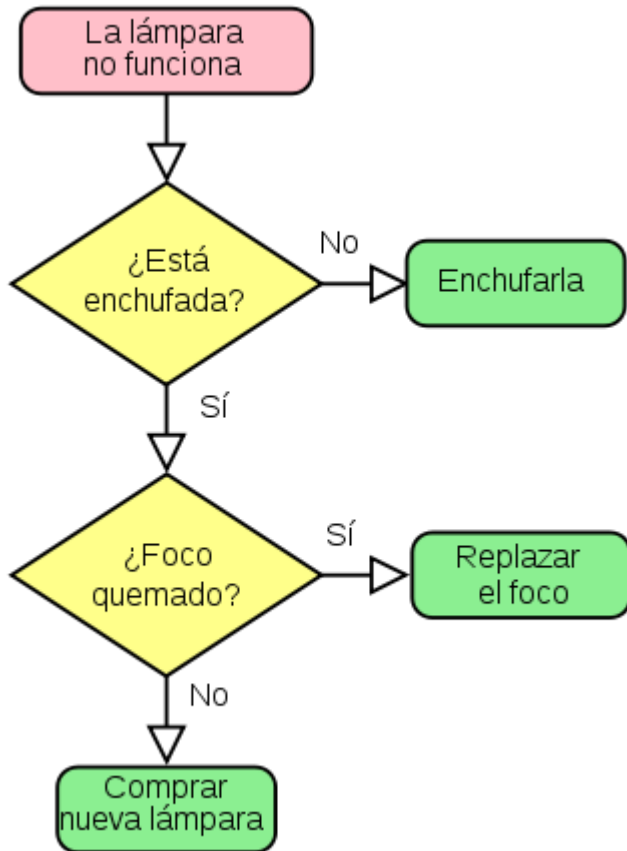 La lámpara
no funciona
¿Está
enchufada?
No
Enchufarla
Sí
¿Foco
quemado?
Sí
Replazar
el foco
No
Comprar
nueva lámpara